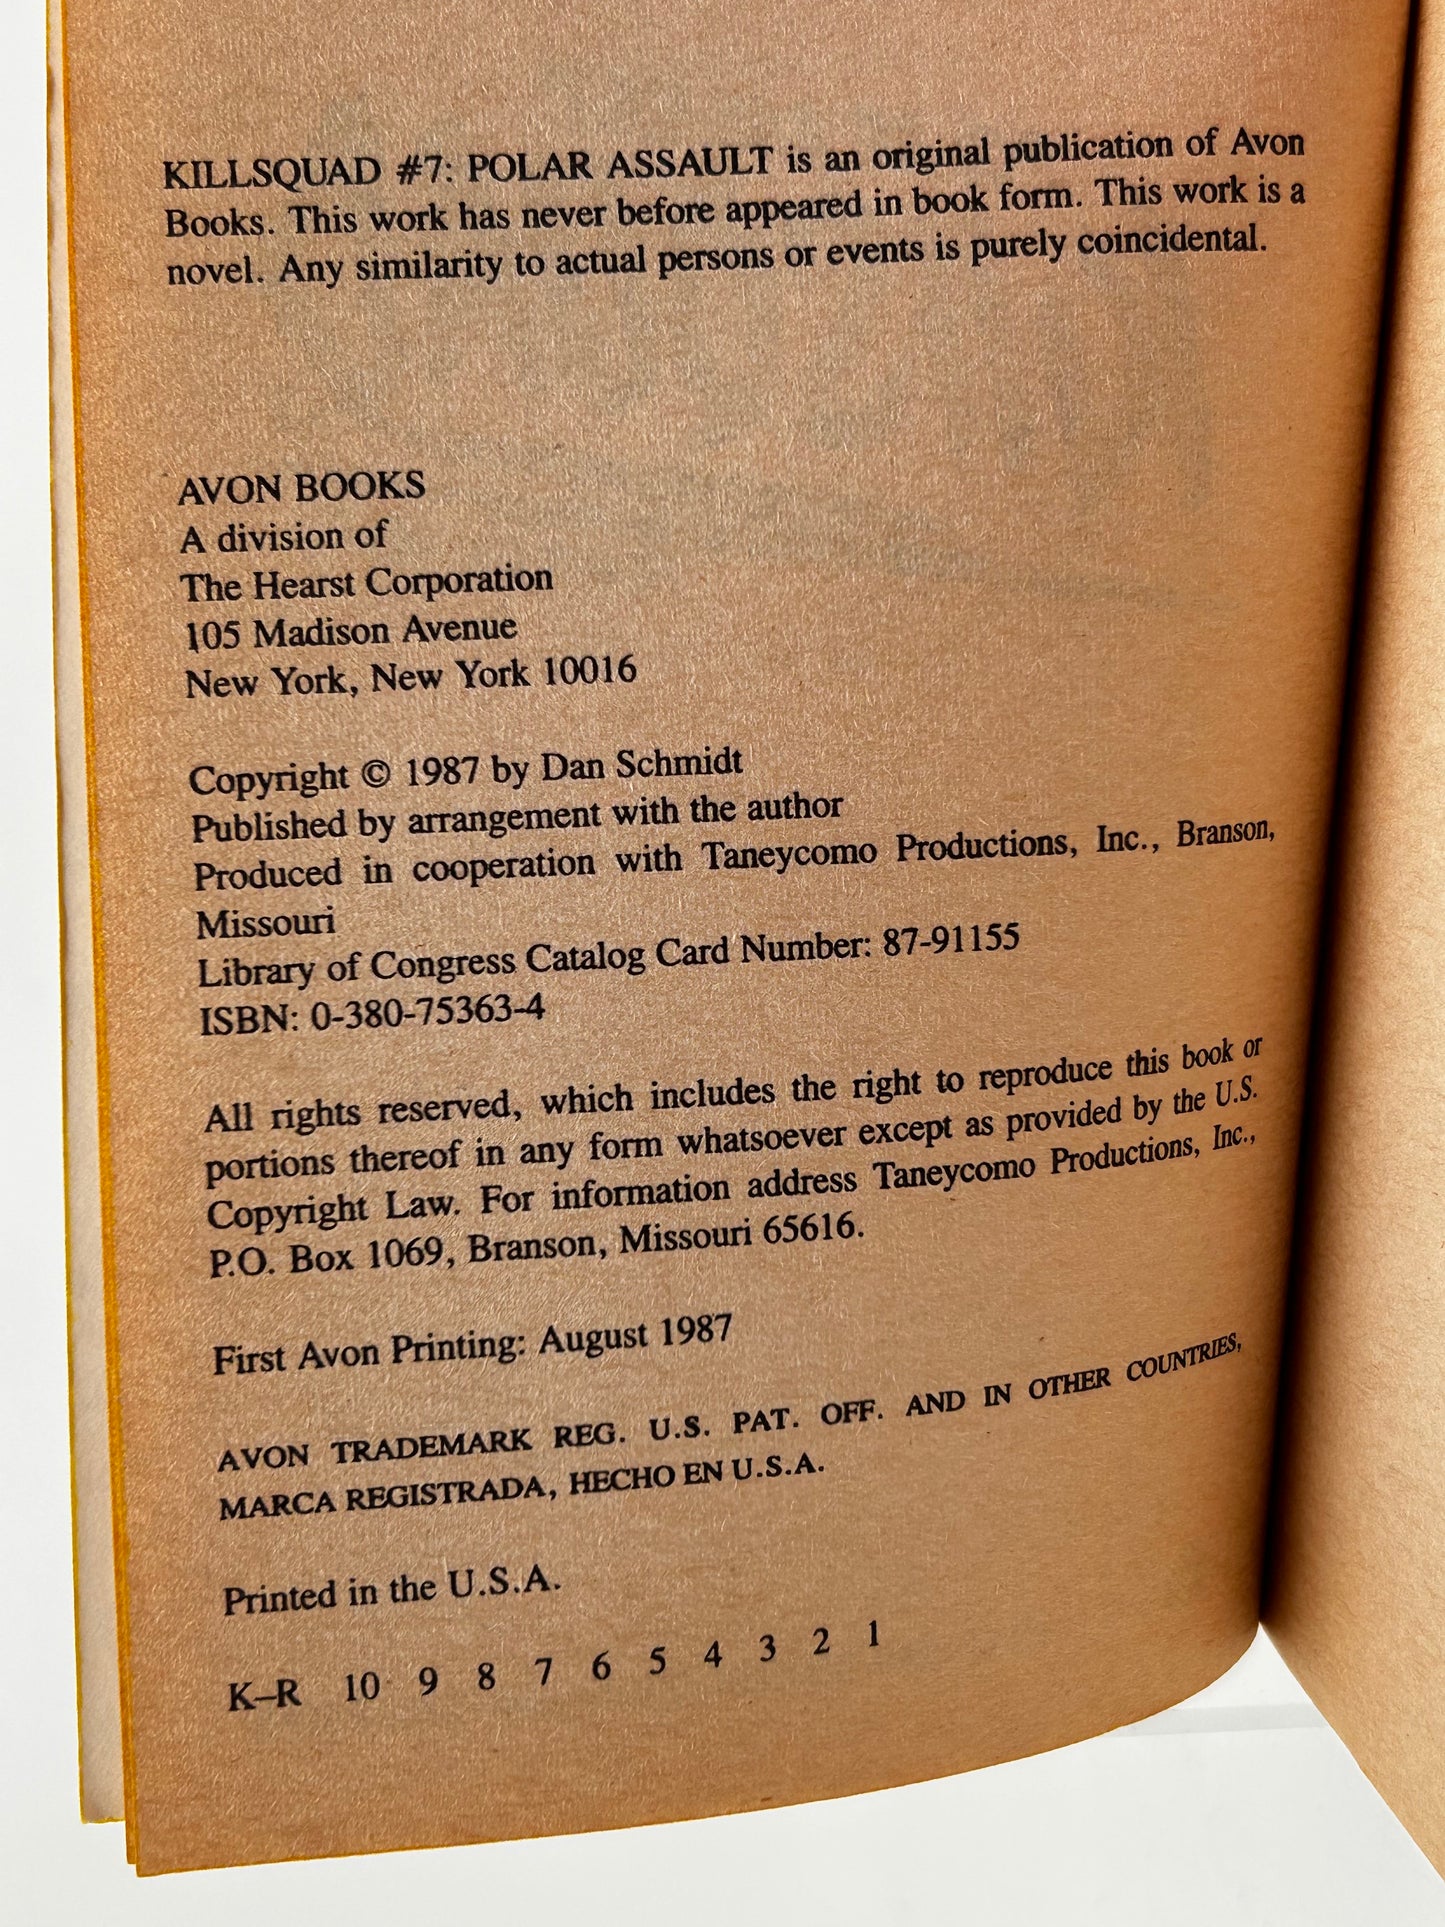 KILLSQUAD #7: POLAR ASSAULT is an original publication of Avon
Books. This work has never before appeared in book form. This work is a
novel. Any similarity to actual persons or events is purely coincidental.
AVON BOOKS
A division of
The Hearst Corporation
105 Madison Avenue
New York, New York 10016
Copyright © 1987 by Dan Schmidt
Published by arrangement with the author
Produced in cooperation with Taneycomo Productions, Inc., Branson,
Missouri
Library of Congress Catalog Card Number: 87-91155
ISBN: 0-380-75363-4
All rights reserved, which includes the right to reproduce this book or
portions thereof in any form whatsoever except as provided by the U.S.
Copyright Law. For information address Taneycomo Productions, Inc.,
P.O. Box 1069, Branson, Missouri 65616.
First Avon Printing: August 1987
AVON TRADEMARK REG. U.S. PAT. OFF. AND IN OTHER COUNTRIES,
MARCA REGISTRADA, HECHO EN U.S.A.
Printed in the U.S.A.
K–R 10 9 8 7 6 5 4 3 2 1